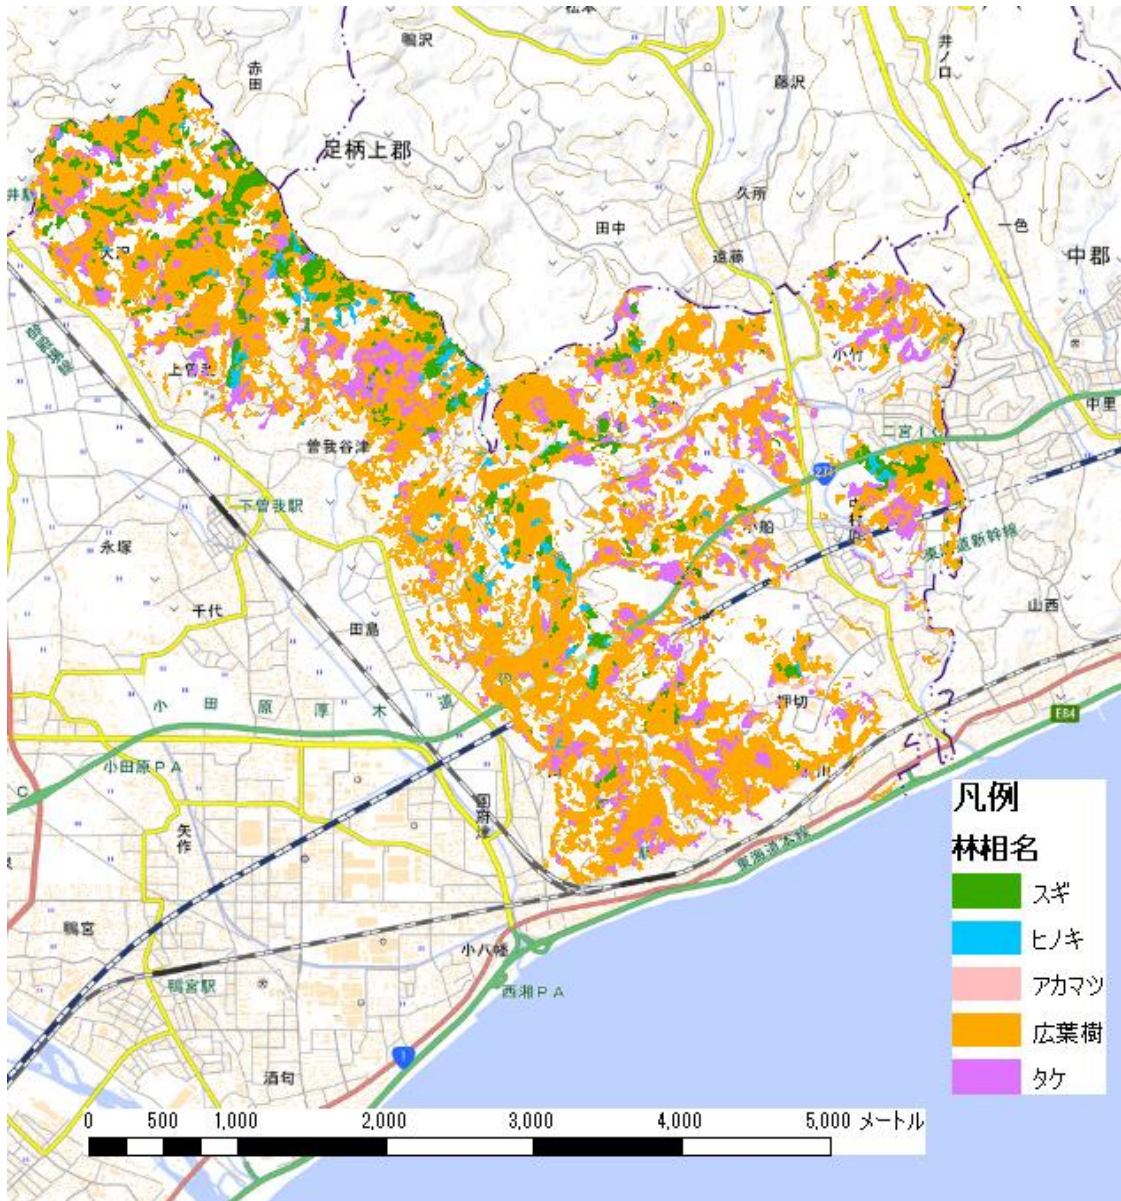 松本
鴨沢
赤田
井ノ口
藤沢
足柄上郡
久所
田中
遠藤
一色
中郡
大沢
小竹
中里
二宮IC
曽我谷津
下曽我駅
小船
東海道新幹線
永塚
千代
田島
山西
押切
小田原厚木道
E84
小田原PA
国府津
矢作
東海道本線
鴨宮
小八幡
鴨宮駅
西湘PA
1
酒匂
凡例
林相名
スギ
ヒノキ
アカマツ
広葉樹
タケ
0 500 1,000 2,000 3,000 4,000 5,000 メートル